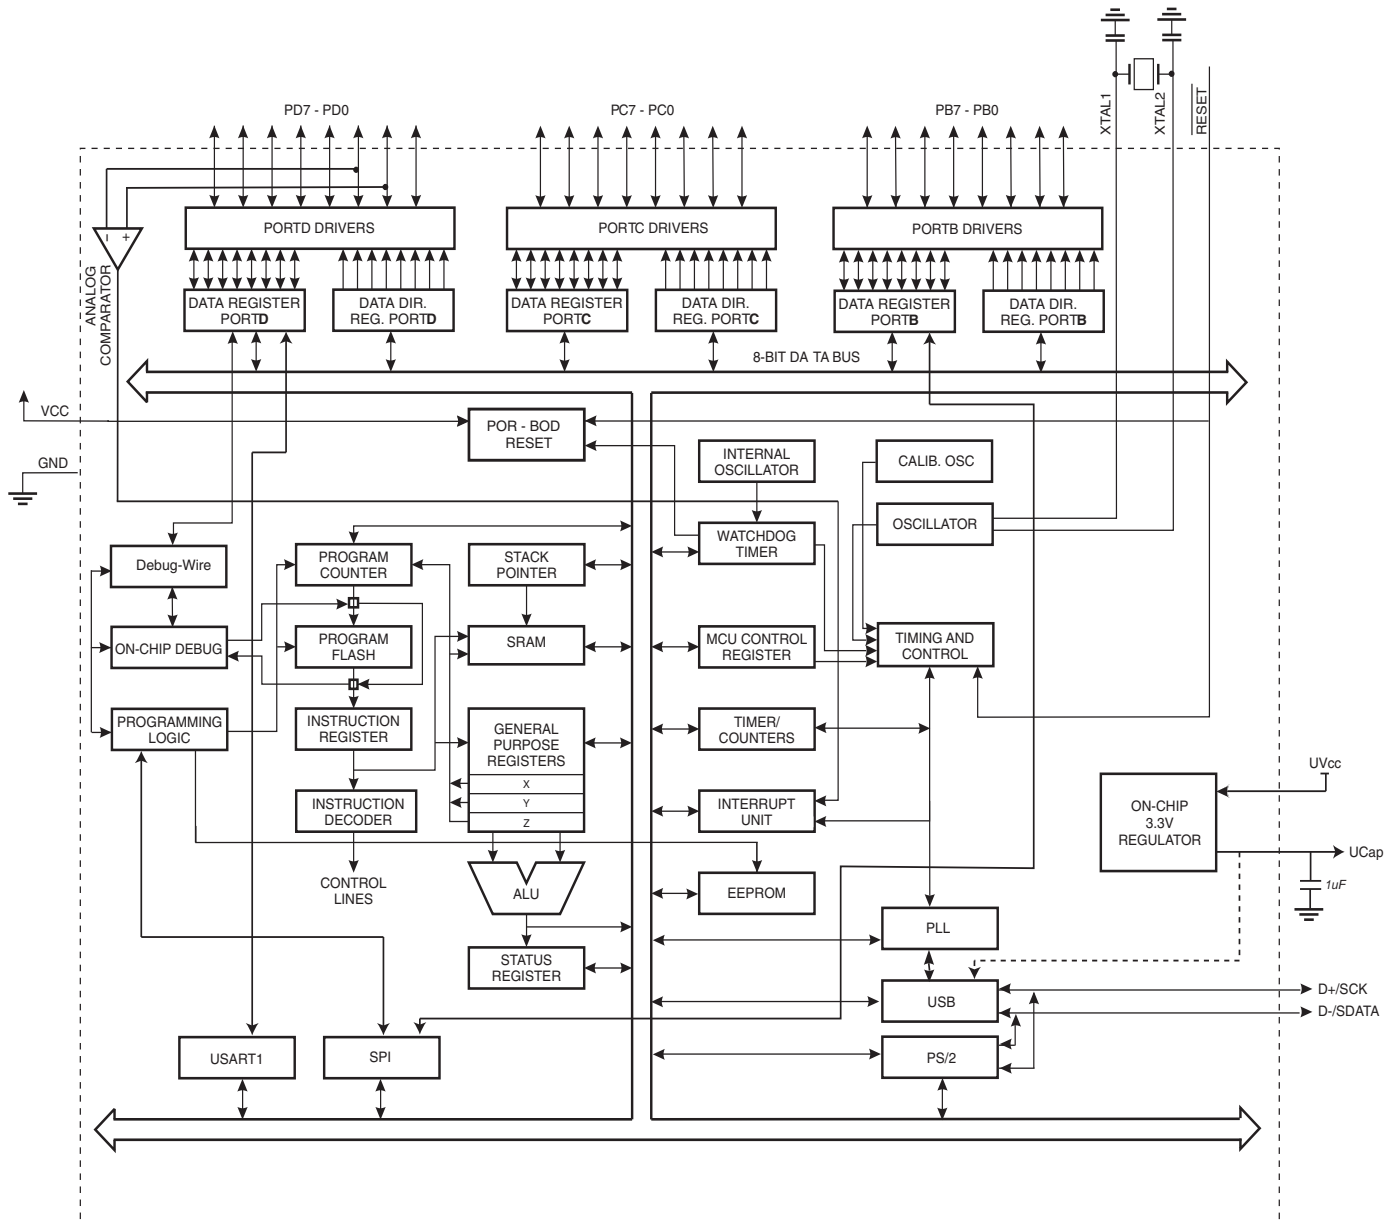 PD7 - PD0
PC7 - PC0
PB7 - PB0
XTAL1
XTAL2
RESET
PORTD DRIVERS
PORTC DRIVERS
PORTB DRIVERS
- +
ANALOG
COMPARATOR
DATA REGISTER
PORTD
DATA DIR.
REG. PORTD
DATA REGISTER
PORTC
DATA DIR.
REG. PORTC
DATA REGISTER
PORTB
DATA DIR.
REG. PORTB
8-BIT DA TA BUS
VCC
POR - BOD
RESET
GND
INTERNAL
OSCILLATOR
CALIB. OSC
WATCHDOG
TIMER
OSCILLATOR
Debug-Wire
PROGRAM
COUNTER
STACK
POINTER
ON-CHIP DEBUG
PROGRAM
FLASH
SRAM
MCU CONTROL
REGISTER
TIMING AND
CONTROL
PROGRAMMING
LOGIC
INSTRUCTION
REGISTER
GENERAL
PURPOSE
REGISTERS
X
Y
Z
TIMER/
COUNTERS
INSTRUCTION
DECODER
INTERRUPT
UNIT
UVcc
ON-CHIP
3.3V
REGULATOR
UCap
1uF
CONTROL
LINES
ALU
EEPROM
PLL
STATUS
REGISTER
USB
D+/SCK
D-/SDATA
USART1
SPI
PS/2